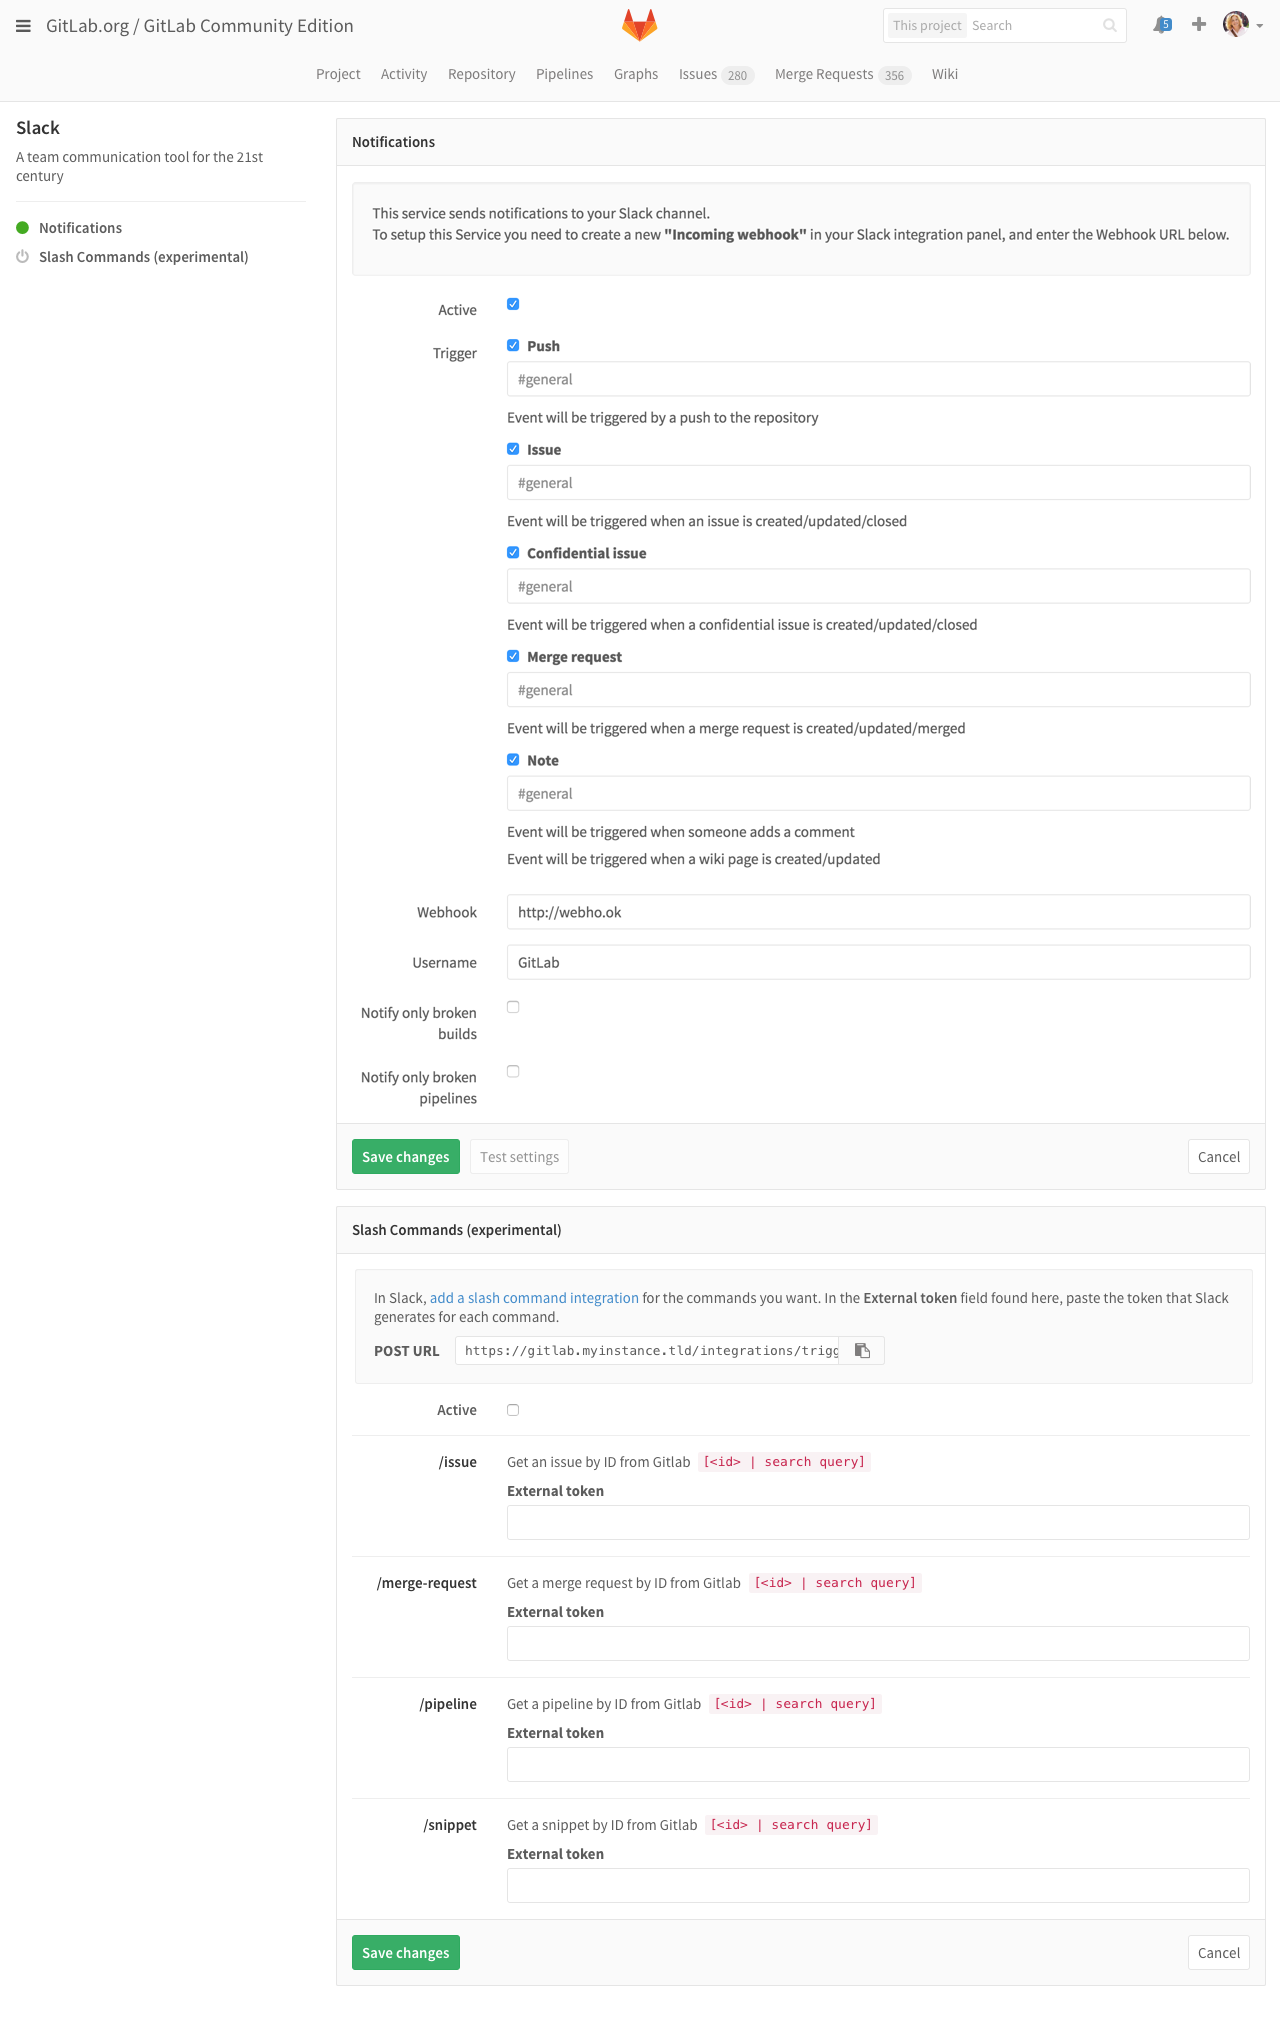 GitLab.org / GitLab Community Edition
This project Search
5
Project Activity Repository Pipelines Graphs Issues 280 Merge Requests 356 Wiki
Slack
A team communication tool for the 21st
century
Notifications
Slash Commands (experimental)
Notifications
This service sends notifications to your Slack channel.
To setup this Service you need to create a new "Incoming webhook" in your Slack integration panel, and enter the Webhook URL below.
Active
Trigger
Push
#general
Event will be triggered by a push to the repository
Issue
#general
Event will be triggered when an issue is created/updated/closed
Confidential issue
#general
Event will be triggered when a confidential issue is created/updated/closed
Merge request
#general
Event will be triggered when a merge request is created/updated/merged
Note
#general
Event will be triggered when someone adds a comment
Event will be triggered when a wiki page is created/updated
Webhook
http://webho.ok
Username
GitLab
Notify only broken
builds
Notify only broken
pipelines
Save changes
Test settings
Cancel
Slash Commands (experimental)
In Slack, add a slash command integration for the commands you want. In the External token field found here, paste the token that Slack
generates for each command.
POST URL https://gitlab.myinstance.tld/integrations/trigg
Active
/issue
Get an issue by ID from Gitlab [<id> | search query]
External token
/merge-request
Get a merge request by ID from Gitlab [<id> | search query]
External token
/pipeline
Get a pipeline by ID from Gitlab [<id> | search query]
External token
/snippet
Get a snippet by ID from Gitlab [<id> | search query]
External token
Save changes
Cancel